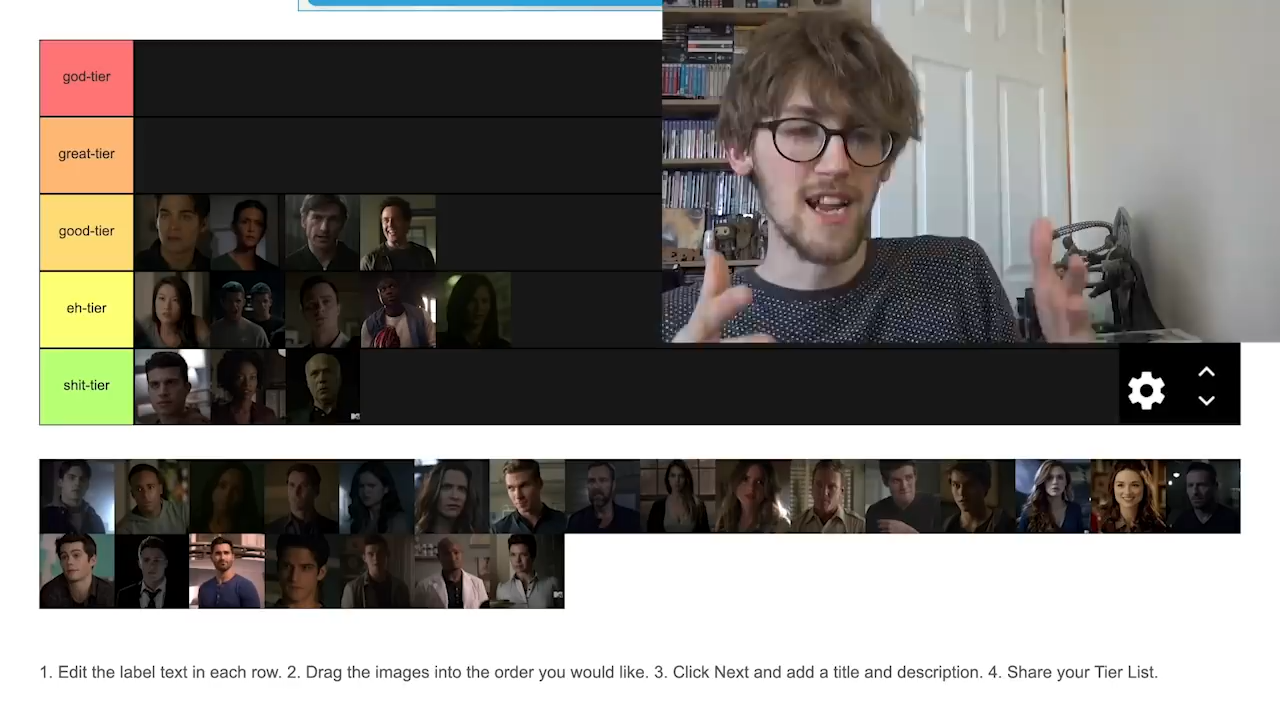 god-tier
great-tier
good-tier
eh-tier
shit-tier
1. Edit the label text in each row. 2. Drag the images into the order you would like. 3. Click Next and add a title and description. 4. Share your Tier List.